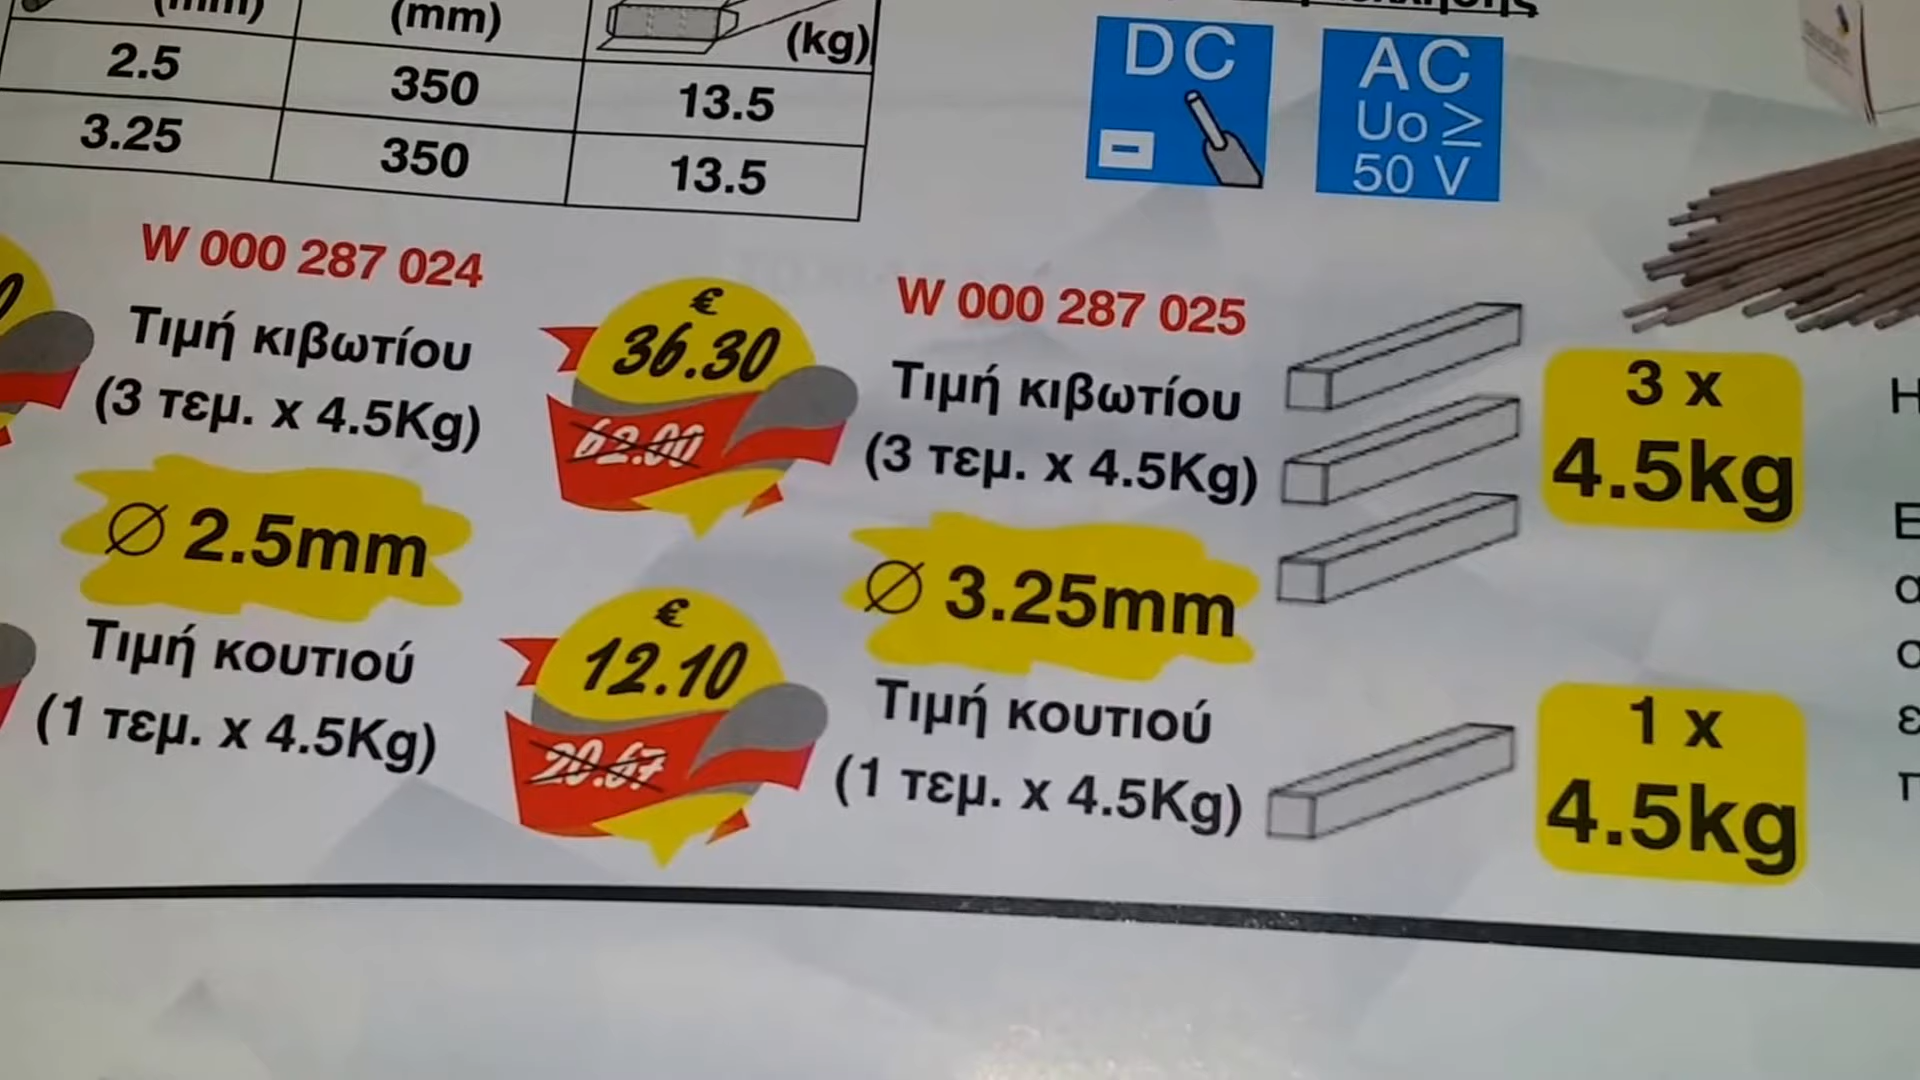 (mm)
(mm)
(kg)
2.5
350
13.5
3.25
350
13.5
DC
-
AC
Uo ≥
50 V
W 000 287 024
Τιμή κιβωτίου
(3 τεμ. x 4.5Kg)
∅ 2.5mm
Τιμή κουτιού
(1 τεμ. x 4.5Kg)
€
36.30
62.00
€
12.10
20.67
W 000 287 025
Τιμή κιβωτίου
(3 τεμ. x 4.5Kg)
∅ 3.25mm
Τιμή κουτιού
(1 τεμ. x 4.5Kg)
3 x
4.5kg
1 x
4.5kg